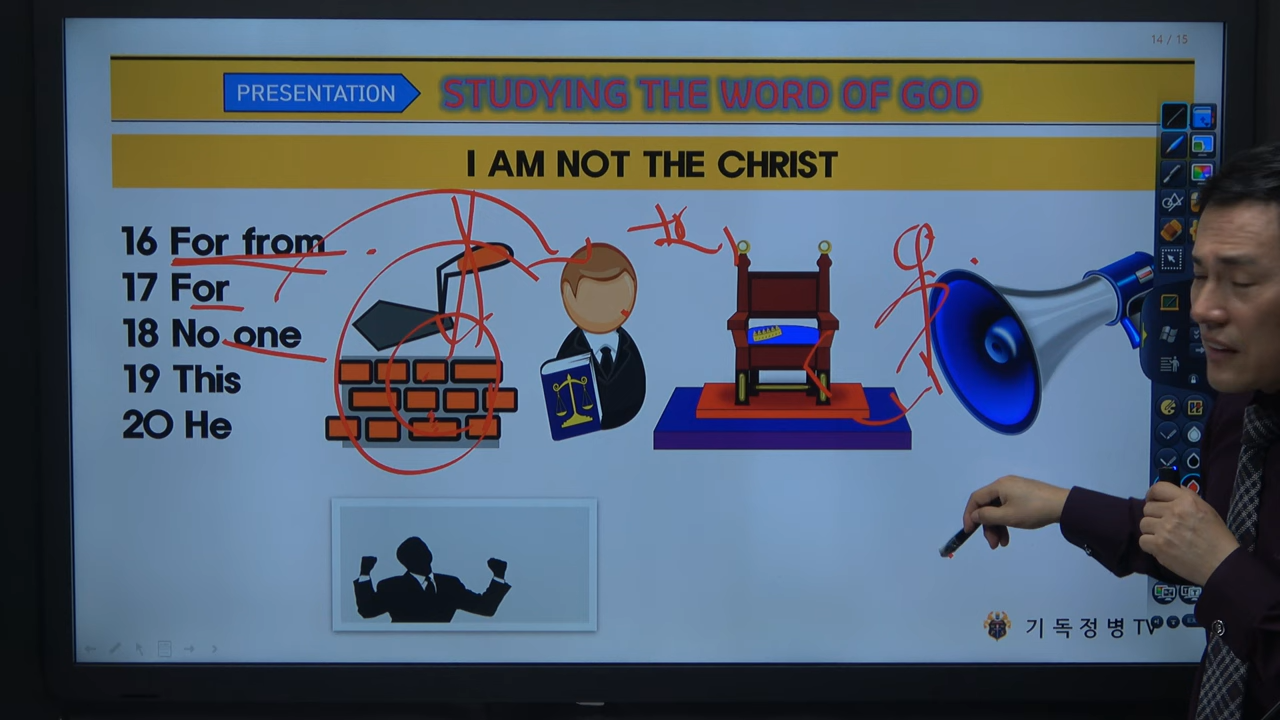 14 / 15
PRESENTATION
STUDYING THE WORD OF GOD
I AM NOT THE CHRIST
16 For from
17 For
18 No one
19 This
20 He
기독정병TV